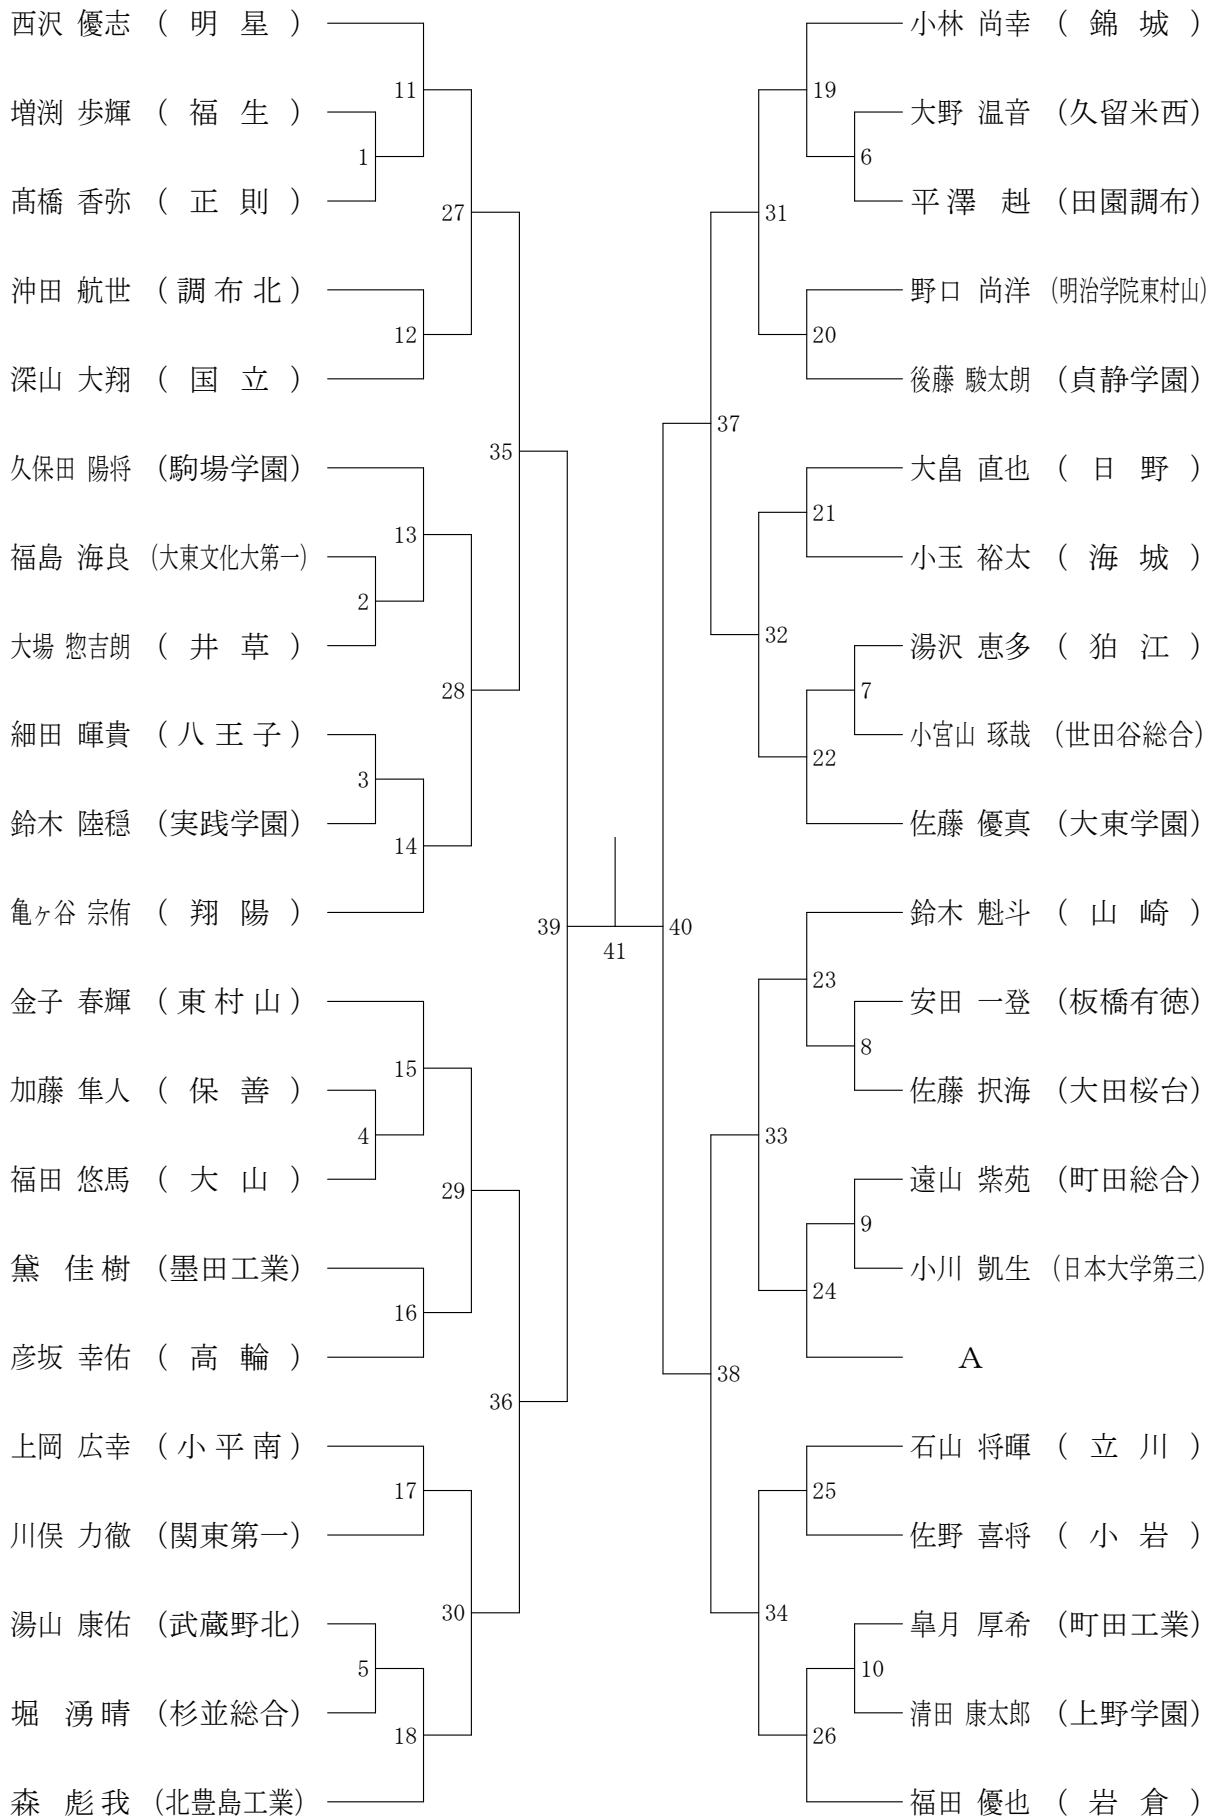 西沢 優志 （ 明 星 ）
11
増渕 歩輝 （ 福 生 ）
1
髙橋 香弥 （ 正 則 ）
27
沖田 航世 （ 調 布 北 ）
12
深山 大翔 （ 国 立 ）
35
久保田 陽将 （駒場学園）
13
福島 海良 （大東文化大第一）
2
大場 惣吉朗 （ 井 草 ）
28
細田 暉貴 （ 八 王 子 ）
3
鈴木 陸穏 （実践学園）
14
亀ヶ谷 宗侑 （ 翔 陽 ）
39
金子 春輝 （ 東 村 山 ）
15
加藤 隼人 （ 保 善 ）
4
福田 悠馬 （ 大 山 ）
29
黛 佳樹 （墨田工業）
16
彦坂 幸佑 （ 高 輪 ）
36
上岡 広幸 （ 小 平 南 ）
17
川俣 力徹 （関東第一）
30
湯山 康佑 （武蔵野北）
5
堀 湧晴 （杉並総合）
18
森 彪我 （北豊島工業）
41
小林 尚幸 （ 錦 城 ）
19
大野 温音 （久留米西）
6
平澤 赳 （田園調布）
31
野口 尚洋 （明治学院東村山）
20
後藤 駿太朗 （貞静学園）
37
大畠 直也 （ 日 野 ）
21
小玉 裕太 （ 海 城 ）
32
湯沢 恵多 （ 狛 江 ）
7
小宮山 琢哉 （世田谷総合）
22
佐藤 優真 （大東学園）
40
鈴木 魁斗 （ 山 崎 ）
23
安田 一登 （板橋有徳）
8
佐藤 択海 （大田桜台）
33
遠山 紫苑 （町田総合）
9
小川 凱生 （日本大学第三）
24
A
38
石山 将暉 （ 立 川 ）
25
佐野 喜将 （ 小 岩 ）
34
皐月 厚希 （町田工業）
10
清田 康太郎 （上野学園）
26
福田 優也 （ 岩 倉 ）